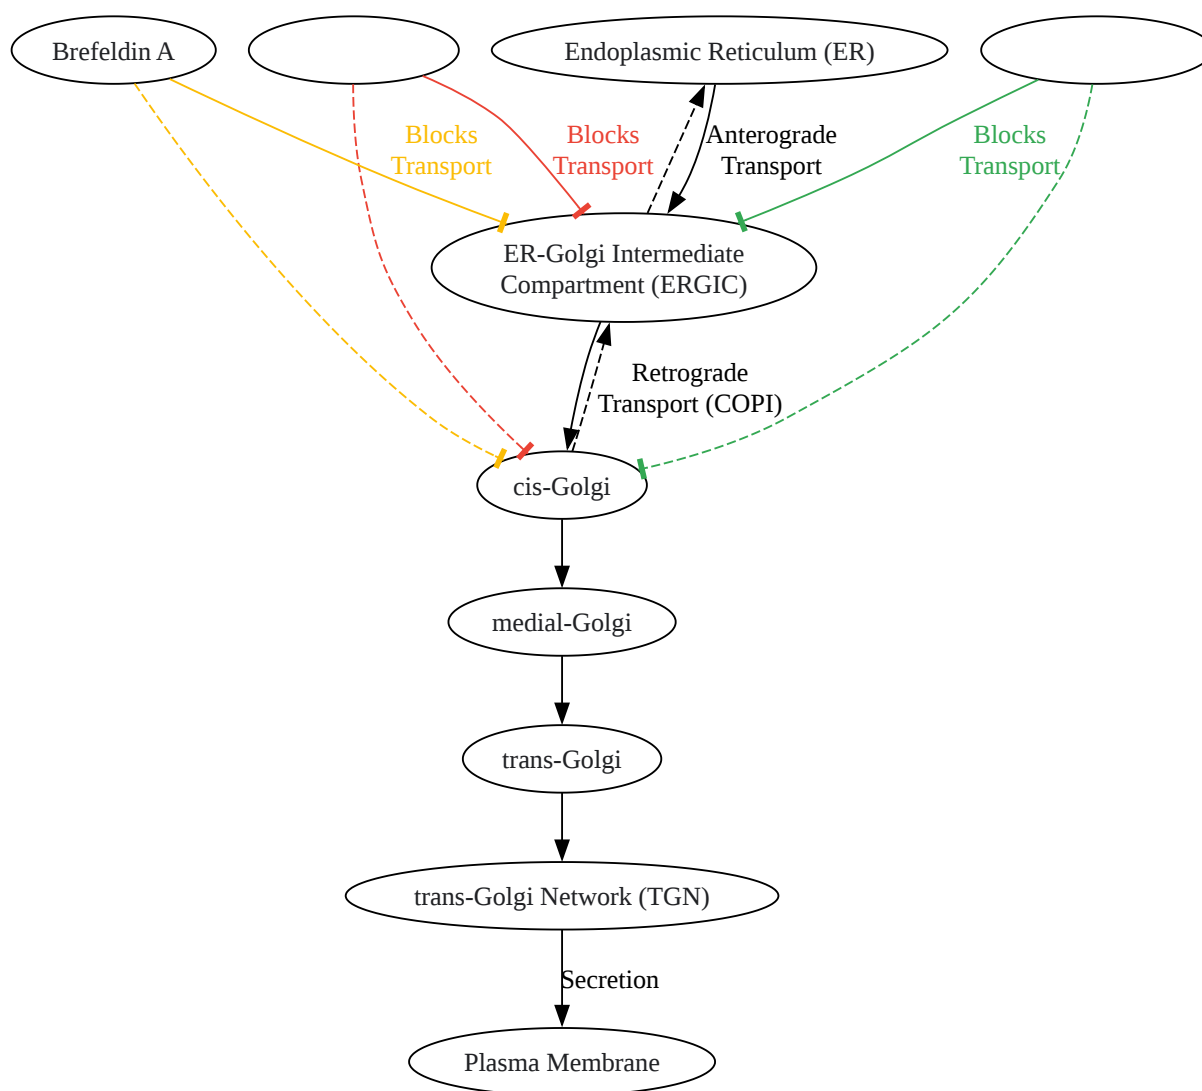 Brefeldin A
Endoplasmic Reticulum (ER)
Blocks
Transport
Blocks
Transport
Anterograde
Transport
Blocks
Transport
ER-Golgi Intermediate
Compartment (ERGIC)
Retrograde
Transport (COPI)
cis-Golgi
medial-Golgi
trans-Golgi
trans-Golgi Network (TGN)
Secretion
Plasma Membrane